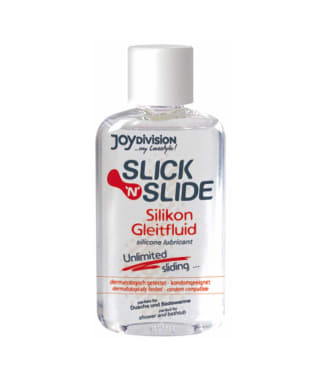 JOYDIVISION
...my Lovestyle!
SLICK
'N'
SLIDE
Silikon
Gleitfluid
silicone lubricant
Unlimited
sliding ...
dermatologisch getestet · kondomgeeignet
dermatologically tested · condom compatible
perfekt für
Dusche und Badewanne
perfect for
shower and bathtub